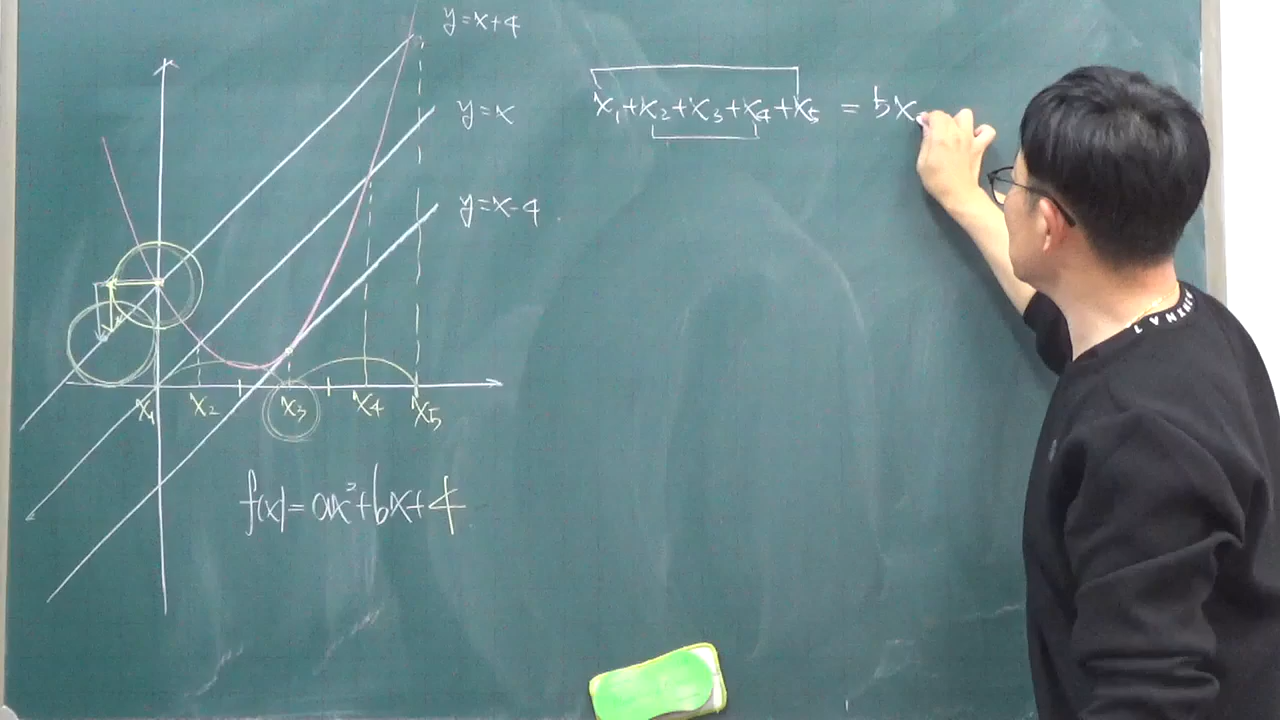 y=x+4
y=x
y=x-4
x₁+x₂+x₃+x₄+x₅ = 5x
x₁ x₂ x₃ x₄ x₅
f(x)=ax²+bx+4